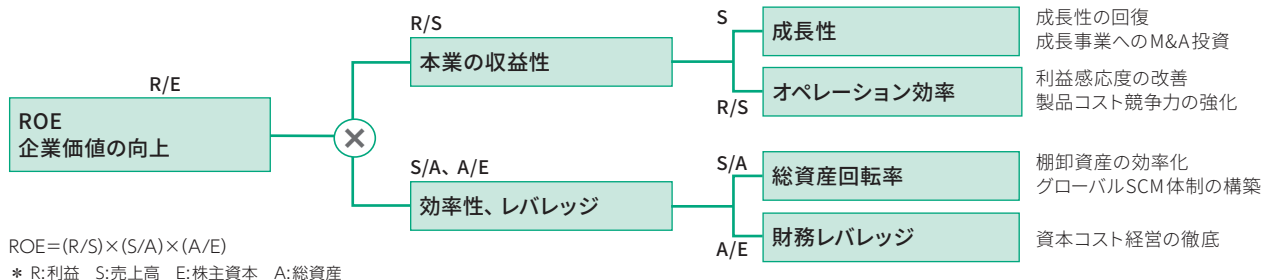 R/E
ROE
企業価値の向上
×
R/S
本業の収益性
S/A、A/E
効率性、レバレッジ
S
成長性
成長性の回復
成長事業へのM&A投資
R/S
オペレーション効率
利益感応度の改善
製品コスト競争力の強化
S/A
総資産回転率
棚卸資産の効率化
グローバルSCM体制の構築
A/E
財務レバレッジ
資本コスト経営の徹底
ROE=(R/S)×(S/A)×(A/E)
* R:利益 S:売上高 E:株主資本 A:総資産